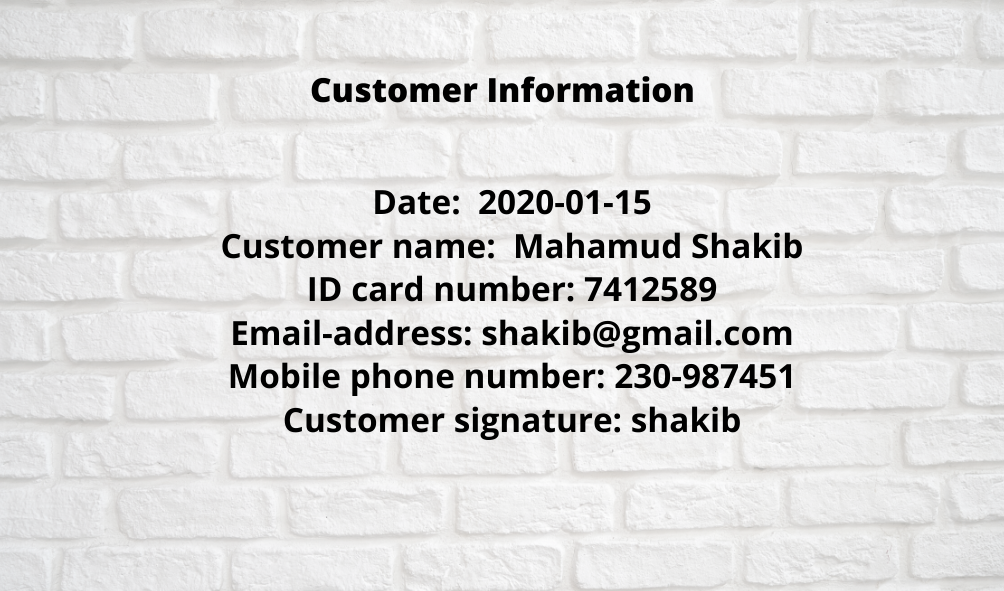 Customer Information
Date: 2020-01-15
Customer name: Mahamud Shakib
ID card number: 7412589
Email-address: shakib@gmail.com
Mobile phone number: 230-987451
Customer signature: shakib